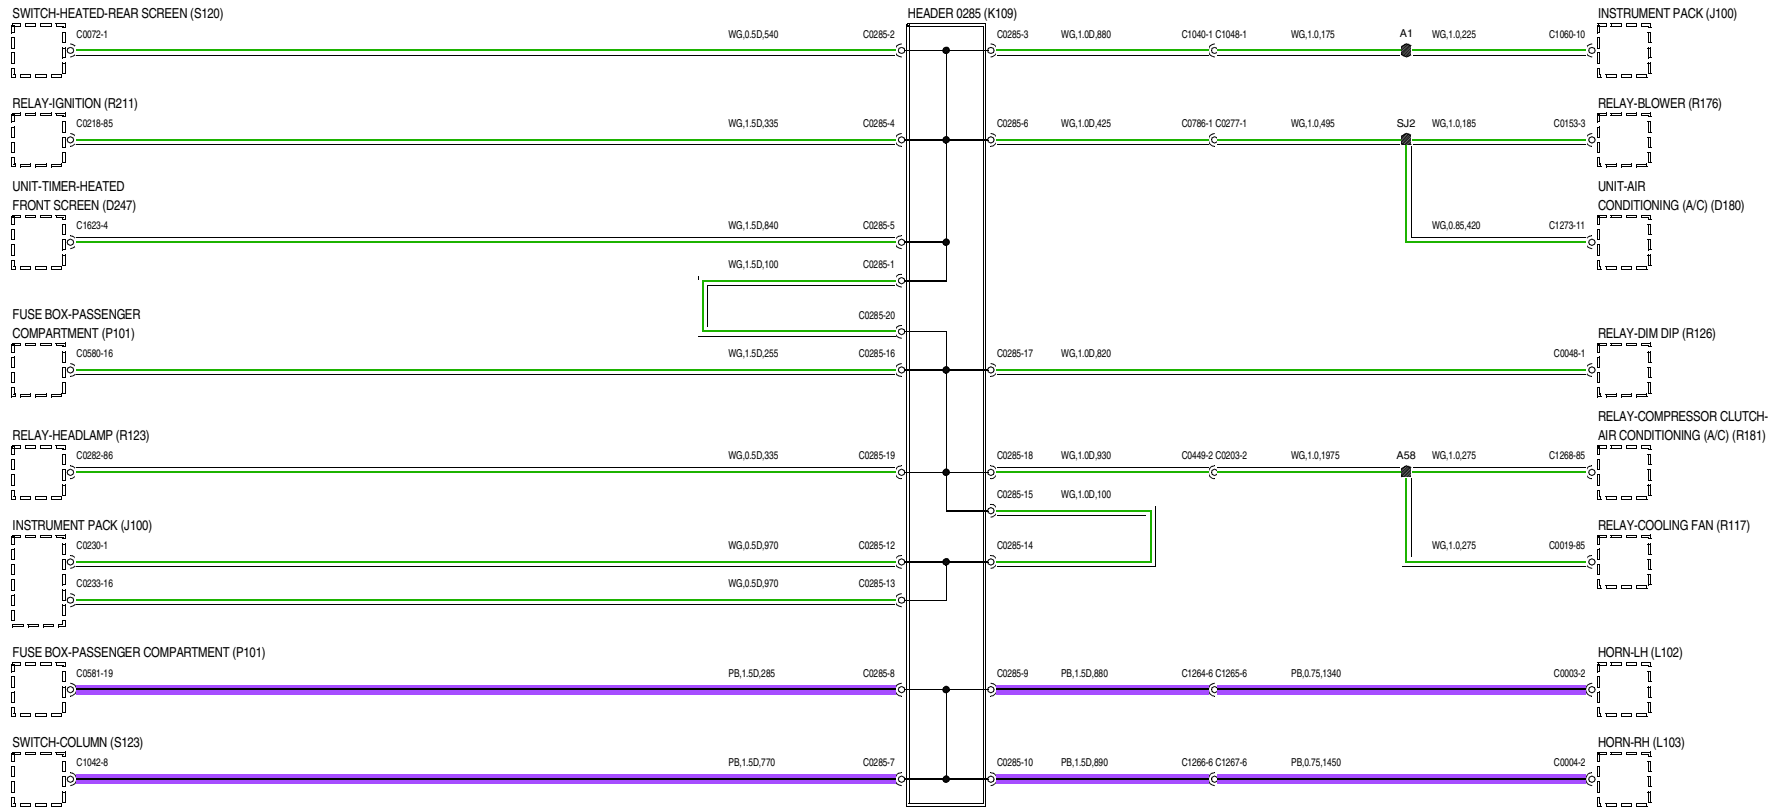 SWITCH-HEATED-REAR SCREEN (S120)
HEADER 0285 (K109)
INSTRUMENT PACK (J100)
C0072-1
WG,0.5D,540
C0285-2
C0285-3
WG,1.0D,880
C1040-1 C1048-1
WG,1.0,175
A1
WG,1.0,225
C1060-10
RELAY-IGNITION (R211)
RELAY-BLOWER (R176)
C0218-85
WG,1.5D,335
C0285-4
C0285-6
WG,1.0D,425
C0786-1 C0277-1
WG,1.0,495
SJ2
WG,1.0,185
C0153-3
UNIT-TIMER-HEATED
FRONT SCREEN (D247)
UNIT-AIR
CONDITIONING (A/C) (D180)
C1623-4
WG,1.5D,840
C0285-5
WG,0.85,420
C1273-11
WG,1.5D,100
C0285-1
C0285-20
FUSE BOX-PASSENGER
COMPARTMENT (P101)
RELAY-DIM DIP (R126)
C0580-16
WG,1.5D,255
C0285-16
C0285-17
WG,1.0D,820
C0048-1
RELAY-HEADLAMP (R123)
RELAY-COMPRESSOR CLUTCH-
AIR CONDITIONING (A/C) (R181)
C0282-86
WG,0.5D,335
C0285-19
C0285-18
WG,1.0D,930
C0449-2 C0203-2
WG,1.0,1975
A58
WG,1.0,275
C1268-85
C0285-15
WG,1.0D,100
INSTRUMENT PACK (J100)
RELAY-COOLING FAN (R117)
C0230-1
WG,0.5D,970
C0285-12
C0285-14
WG,1.0,275
C0019-85
C0233-16
WG,0.5D,970
C0285-13
FUSE BOX-PASSENGER COMPARTMENT (P101)
HORN-LH (L102)
C0581-19
PB,1.5D,285
C0285-8
C0285-9
PB,1.5D,880
C1264-6 C1265-6
PB,0.75,1340
C0003-2
SWITCH-COLUMN (S123)
HORN-RH (L103)
C1042-8
PB,1.5D,770
C0285-7
C0285-10
PB,1.5D,890
C1266-6 C1267-6
PB,0.75,1450
C0004-2